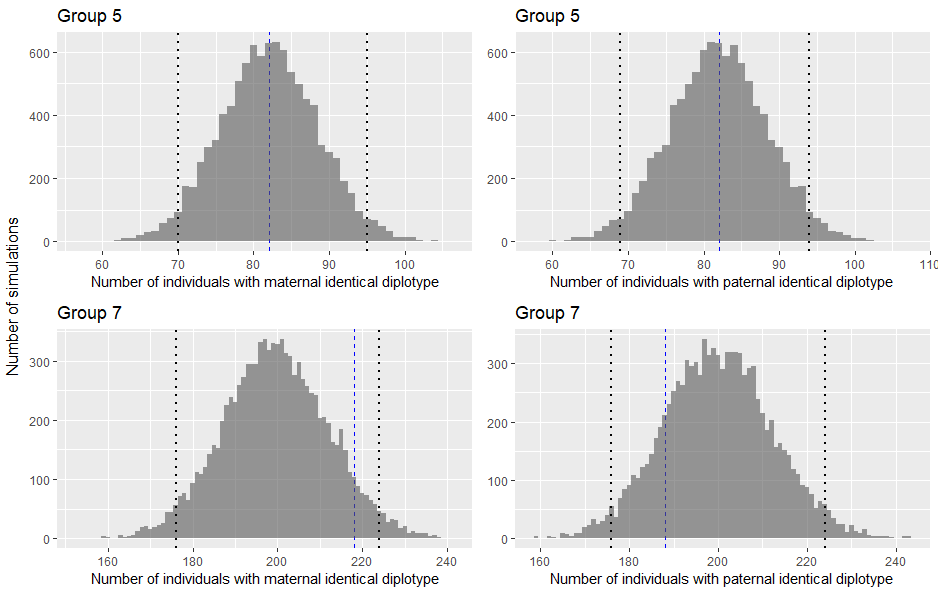 Group 5
Group 5
Number of simulations
600
400
200
0
60 70 80 90 100
Number of individuals with maternal identical diplotype
600
400
200
0
60 70 80 90 100 110
Number of individuals with paternal identical diplotype
Group 7
Group 7
300
200
100
0
160 180 200 220 240
Number of individuals with maternal identical diplotype
300
200
100
0
160 180 200 220 240
Number of individuals with paternal identical diplotype